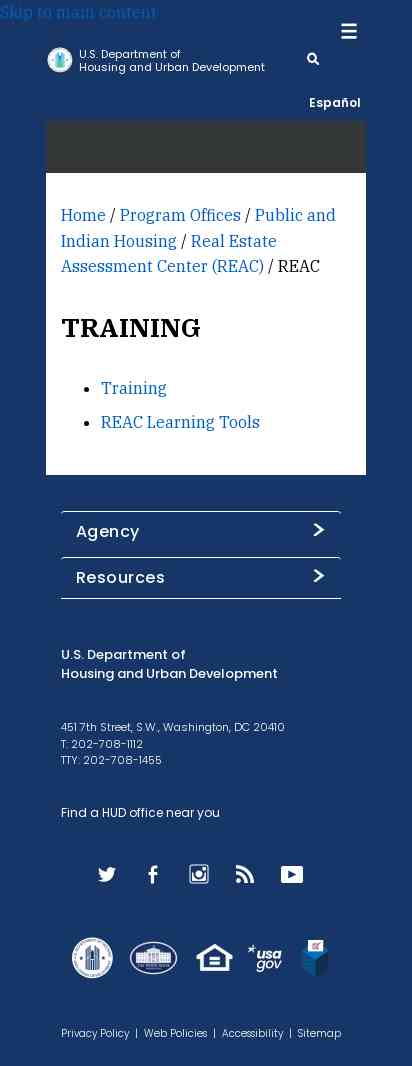 Skip to main content
U.S. Department of
Housing and Urban Development
Español
Home / Program Offices / Public and
Indian Housing / Real Estate
Assessment Center (REAC) / REAC
TRAINING
Training
REAC Learning Tools
Agency
Resources
U.S. Department of
Housing and Urban Development
451 7th Street, S.W., Washington, DC 20410
T: 202-708-1112
TTY: 202-708-1455
Find a HUD office near you
usa
gov
Privacy Policy | Web Policies | Accessibility | Sitemap